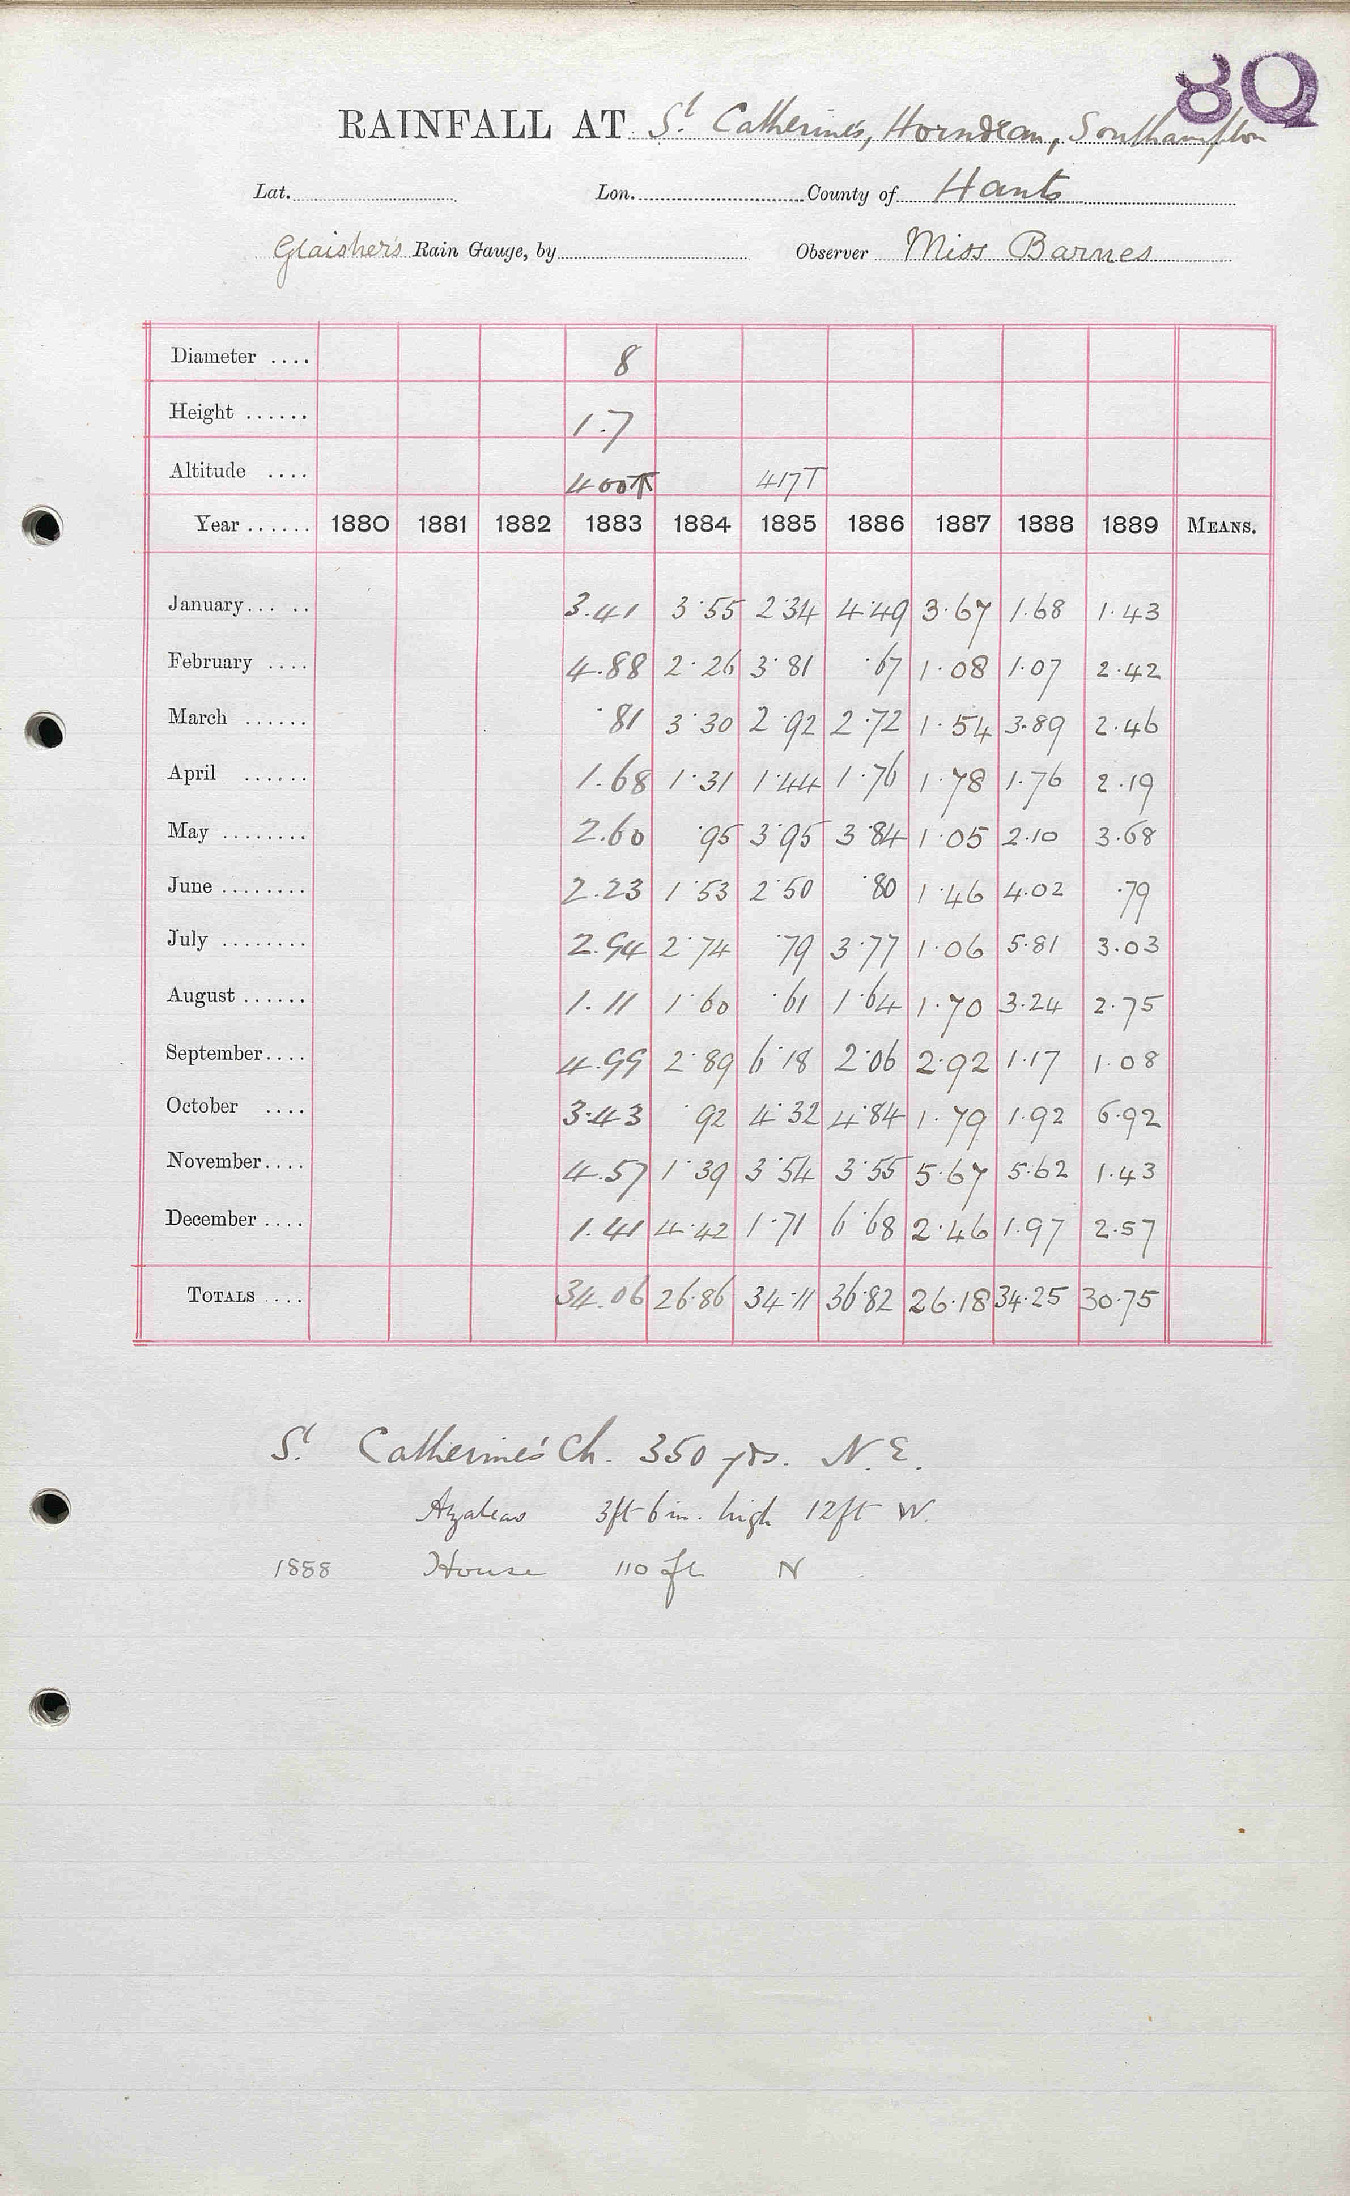 80
RAINFALL AT St Catherine's, Horndean, Southampton
Lat. Lon. County of Hants
Glaisher's Rain Gauge, by Observer Miss Barnes
Diameter .... 8
Height ...... 1.7
Altitude .... 400T 417T
Year ...... 1880 1881 1882 1883 1884 1885 1886 1887 1888 1889 MEANS.
January... .. 3.41 3.55 2.34 4.49 3.67 1.68 1.43
February .... 4.88 2.26 3.81 .67 1.08 1.07 2.42
March ...... .81 3.30 2.92 2.72 1.54 3.89 2.46
April ...... 1.68 1.31 1.44 1.76 1.78 1.76 2.19
May ........ 2.60 .95 3.95 3.84 1.05 2.10 3.68
June ........ 2.23 1.53 2.50 .80 1.46 4.02 .79
July ........ 2.94 2.74 .79 3.77 1.06 5.81 3.03
August ...... 1.11 1.60 .61 1.64 1.70 3.24 2.75
September.... 4.99 2.89 6.18 2.06 2.92 1.17 1.08
October .... 3.43 .92 4.32 4.84 1.79 1.92 6.92
November.... 4.57 1.39 3.54 3.55 5.67 5.62 1.43
December .... 1.41 4.42 1.71 6.68 2.46 1.97 2.57
TOTALS .... 34.06 26.86 34.11 36.82 26.18 34.25 30.75
St Catherine's Ch. 350 yds. N.E.
Azaleas 3ft 6 in. high 12ft W.
1888 House 110 ft N